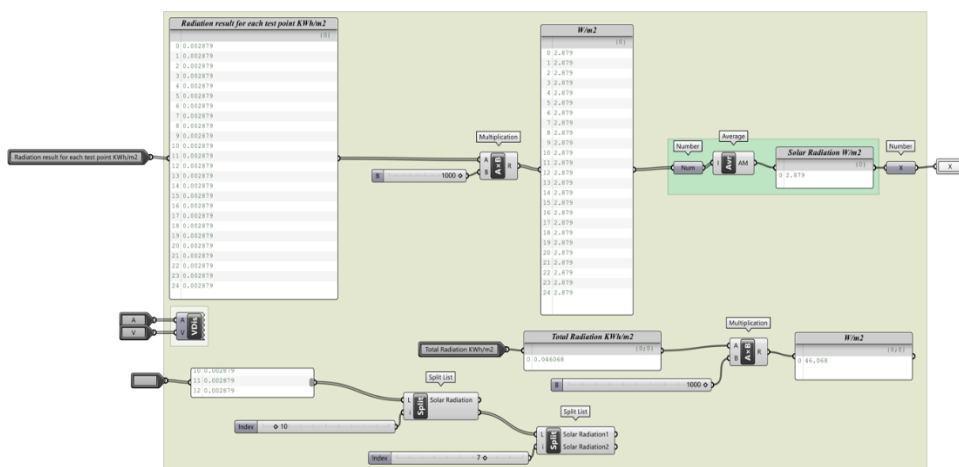 Radiation result for each test point KWh/m2
{0}
0 0.002879
1 0.002879
2 0.002879
3 0.002879
4 0.002879
5 0.002879
6 0.002879
7 0.002879
8 0.002879
9 0.002879
10 0.002879
11 0.002879
12 0.002879
13 0.002879
14 0.002879
15 0.002879
16 0.002879
17 0.002879
18 0.002879
19 0.002879
20 0.002879
21 0.002879
22 0.002879
23 0.002879
24 0.002879
Radiation result for each test point KWh/m2
Multiplication
A
B
A×B
R
B
1000
W/m2
{0}
0 2.879
1 2.879
2 2.879
3 2.879
4 2.879
5 2.879
6 2.879
7 2.879
8 2.879
9 2.879
10 2.879
11 2.879
12 2.879
13 2.879
14 2.879
15 2.879
16 2.879
17 2.879
18 2.879
19 2.879
20 2.879
21 2.879
22 2.879
23 2.879
24 2.879
Number
Num
Average
I
Avr
AM
Solar Radiation W/m2
{0}
0 2.879
Number
X
X
A
V
A
V
VDis
Total Radiation KWh/m2
Total Radiation KWh/m2
{0;0}
0 0.046068
Multiplication
A
B
A×B
R
B
1000
W/m2
{0;0}
0 46.068
10 0.002879
11 0.002879
12 0.002879
Split List
L
i
Split
Solar Radiation
Index
10
Split List
L
i
Split
Solar Radiation1
Solar Radiation2
Index
7